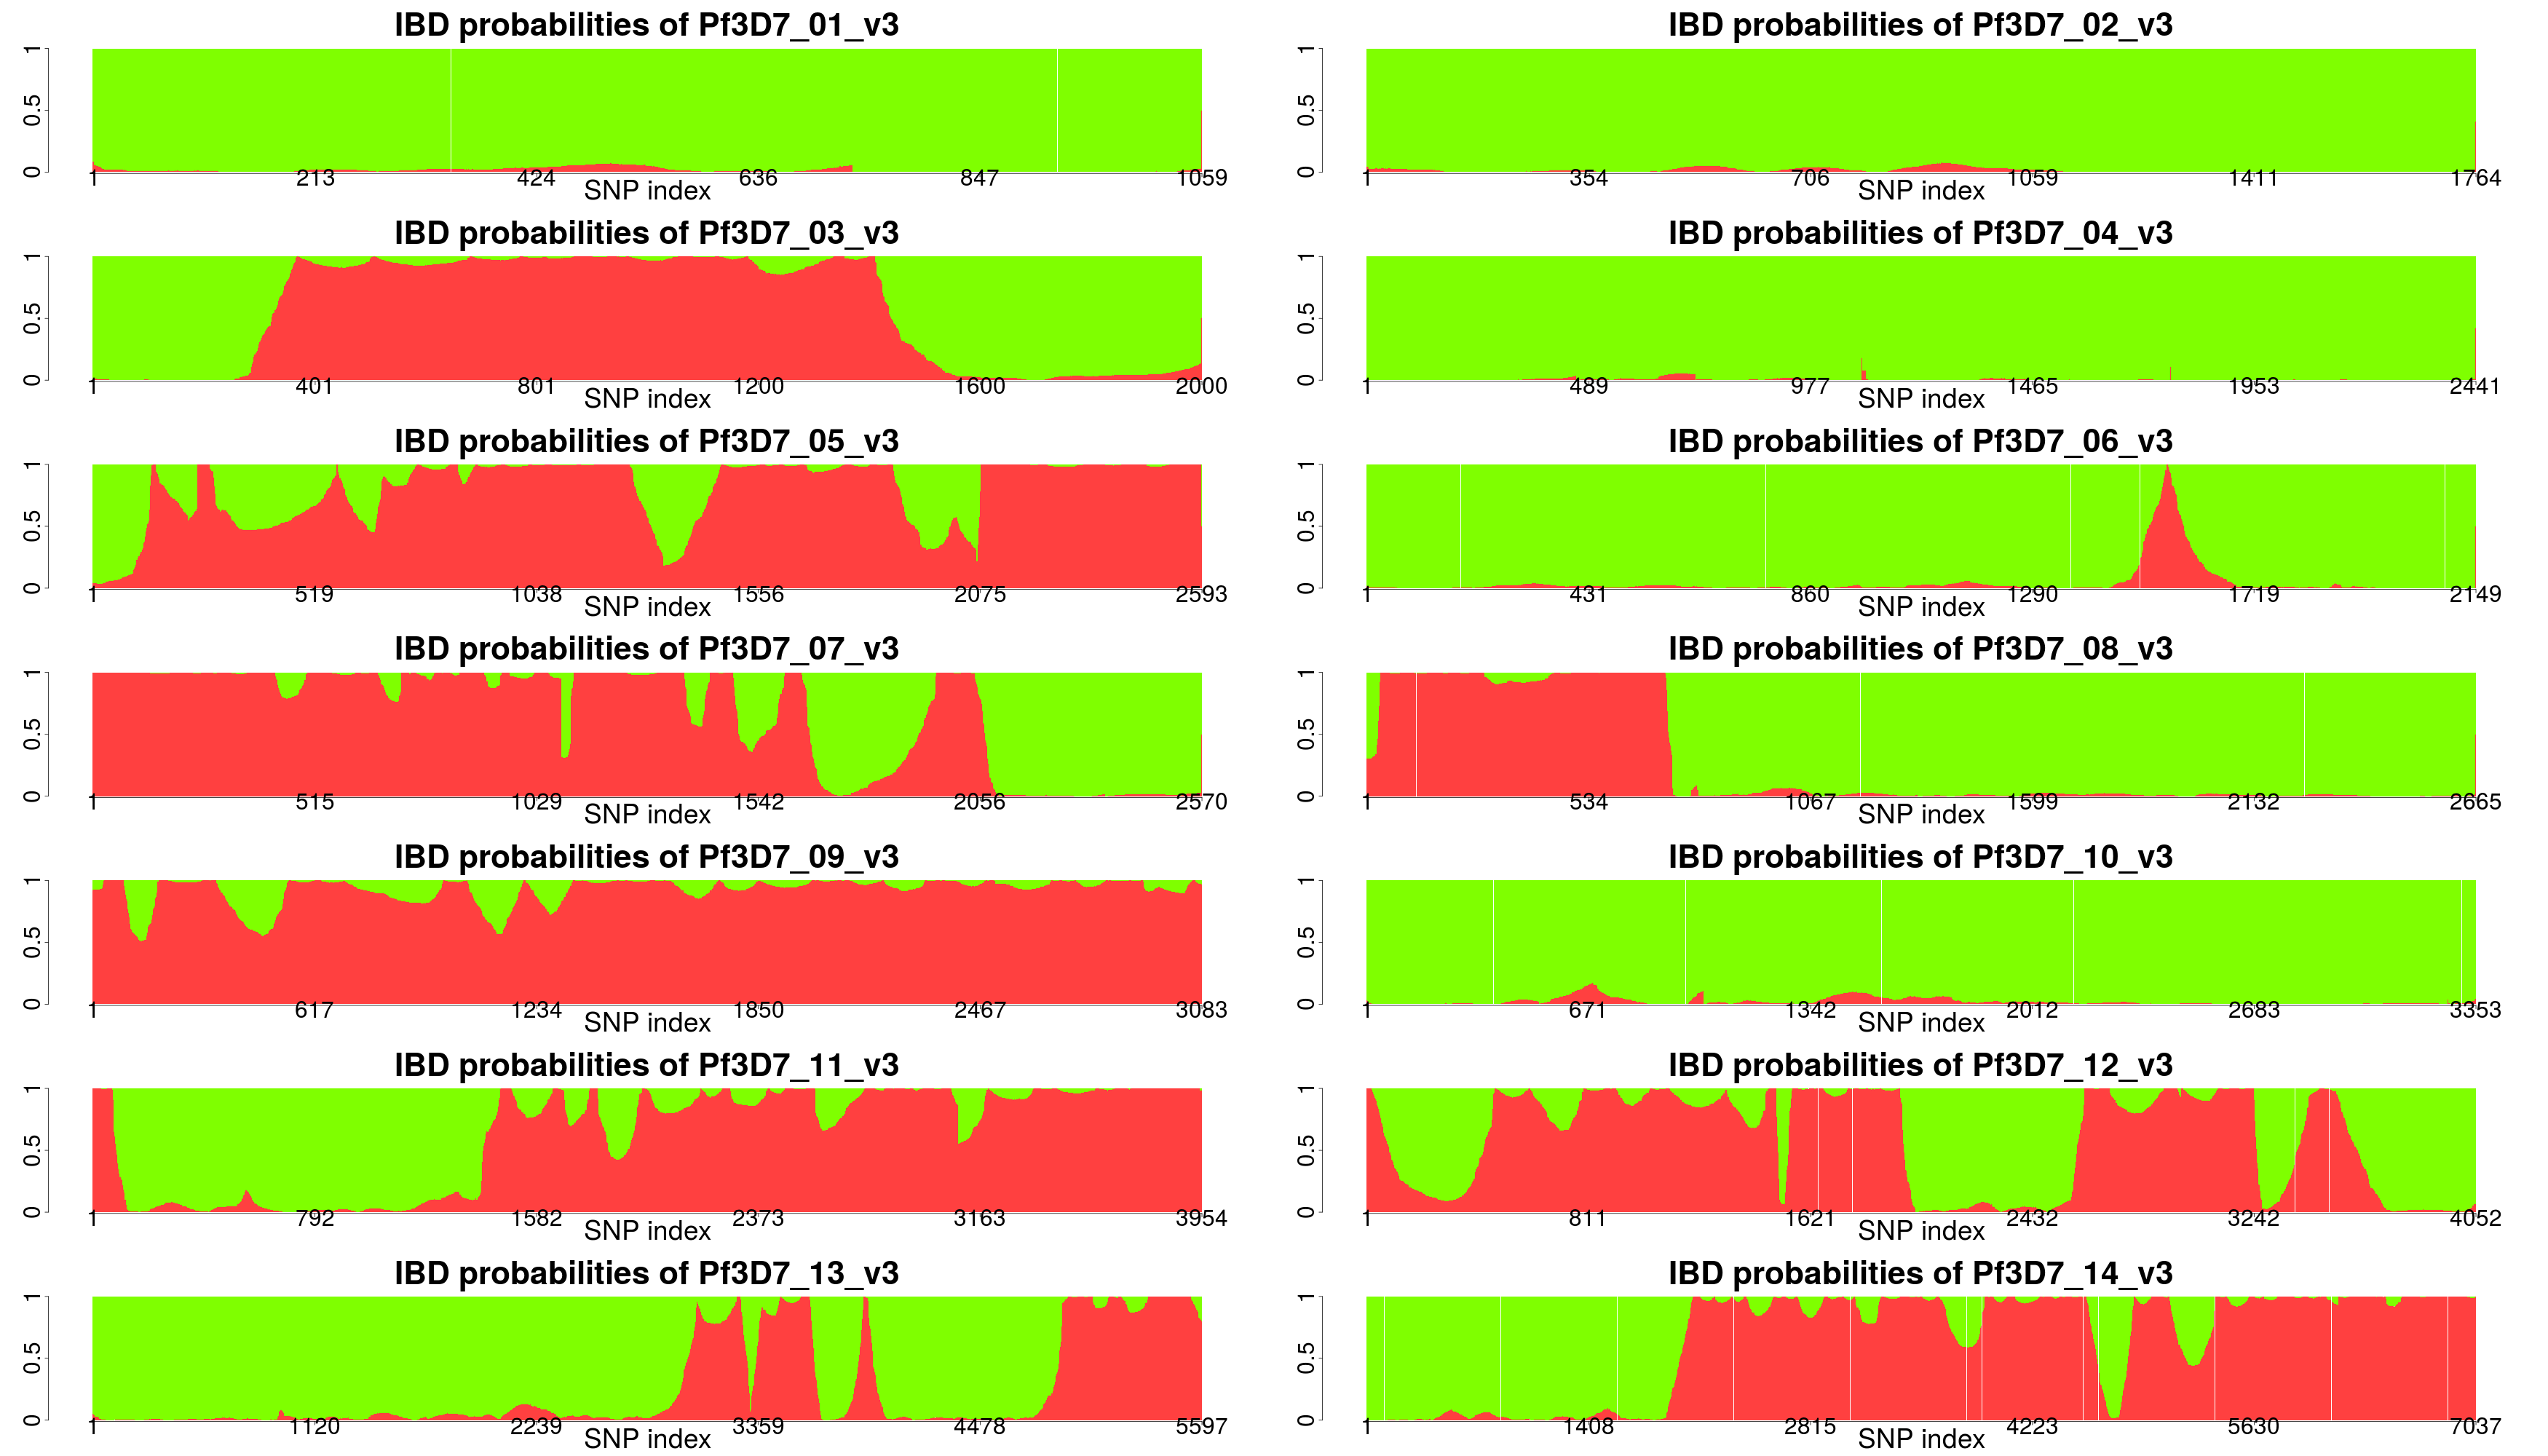 IBD probabilities of Pf3D7_01_v3
0 0.5 1
1 213 424 636 847 1059
SNP index
IBD probabilities of Pf3D7_02_v3
0 0.5 1
1 354 706 1059 1411 1764
SNP index
IBD probabilities of Pf3D7_03_v3
0 0.5 1
1 401 801 1200 1600 2000
SNP index
IBD probabilities of Pf3D7_04_v3
0 0.5 1
1 489 977 1465 1953 2441
SNP index
IBD probabilities of Pf3D7_05_v3
0 0.5 1
1 519 1038 1556 2075 2593
SNP index
IBD probabilities of Pf3D7_06_v3
0 0.5 1
1 431 860 1290 1719 2149
SNP index
IBD probabilities of Pf3D7_07_v3
0 0.5 1
1 515 1029 1542 2056 2570
SNP index
IBD probabilities of Pf3D7_08_v3
0 0.5 1
1 534 1067 1599 2132 2665
SNP index
IBD probabilities of Pf3D7_09_v3
0 0.5 1
1 617 1234 1850 2467 3083
SNP index
IBD probabilities of Pf3D7_10_v3
0 0.5 1
1 671 1342 2012 2683 3353
SNP index
IBD probabilities of Pf3D7_11_v3
0 0.5 1
1 792 1582 2373 3163 3954
SNP index
IBD probabilities of Pf3D7_12_v3
0 0.5 1
1 811 1621 2432 3242 4052
SNP index
IBD probabilities of Pf3D7_13_v3
0 0.5 1
1 1120 2239 3359 4478 5597
SNP index
IBD probabilities of Pf3D7_14_v3
0 0.5 1
1 1408 2815 4223 5630 7037
SNP index